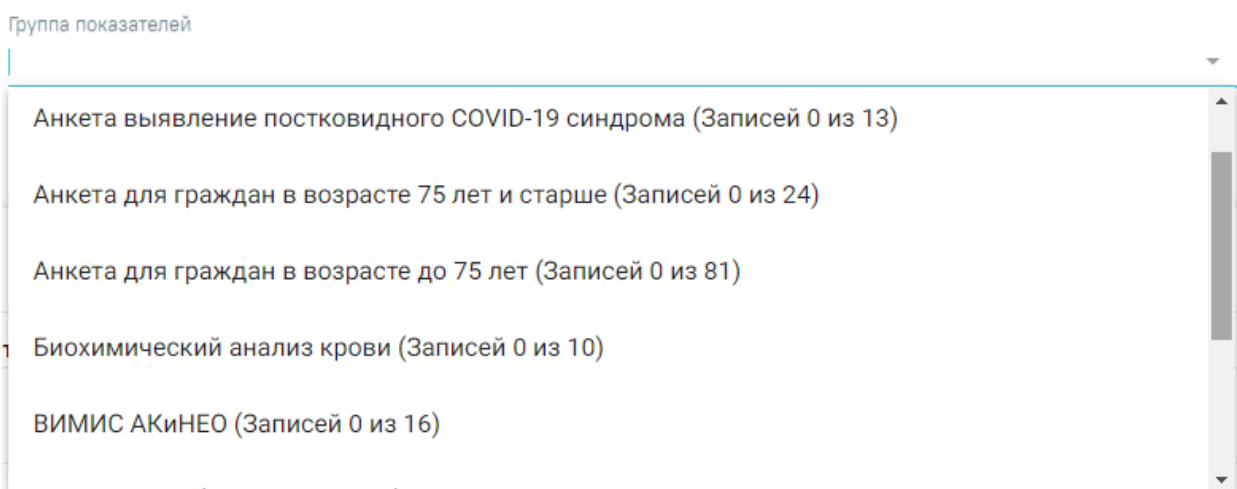 Группа показателей
Анкета выявление постковидного COVID-19 синдрома (Записей 0 из 13)
Анкета для граждан в возрасте 75 лет и старше (Записей 0 из 24)
Анкета для граждан в возрасте до 75 лет (Записей 0 из 81)
Биохимический анализ крови (Записей 0 из 10)
ВИМИС АКиНЕО (Записей 0 из 16)